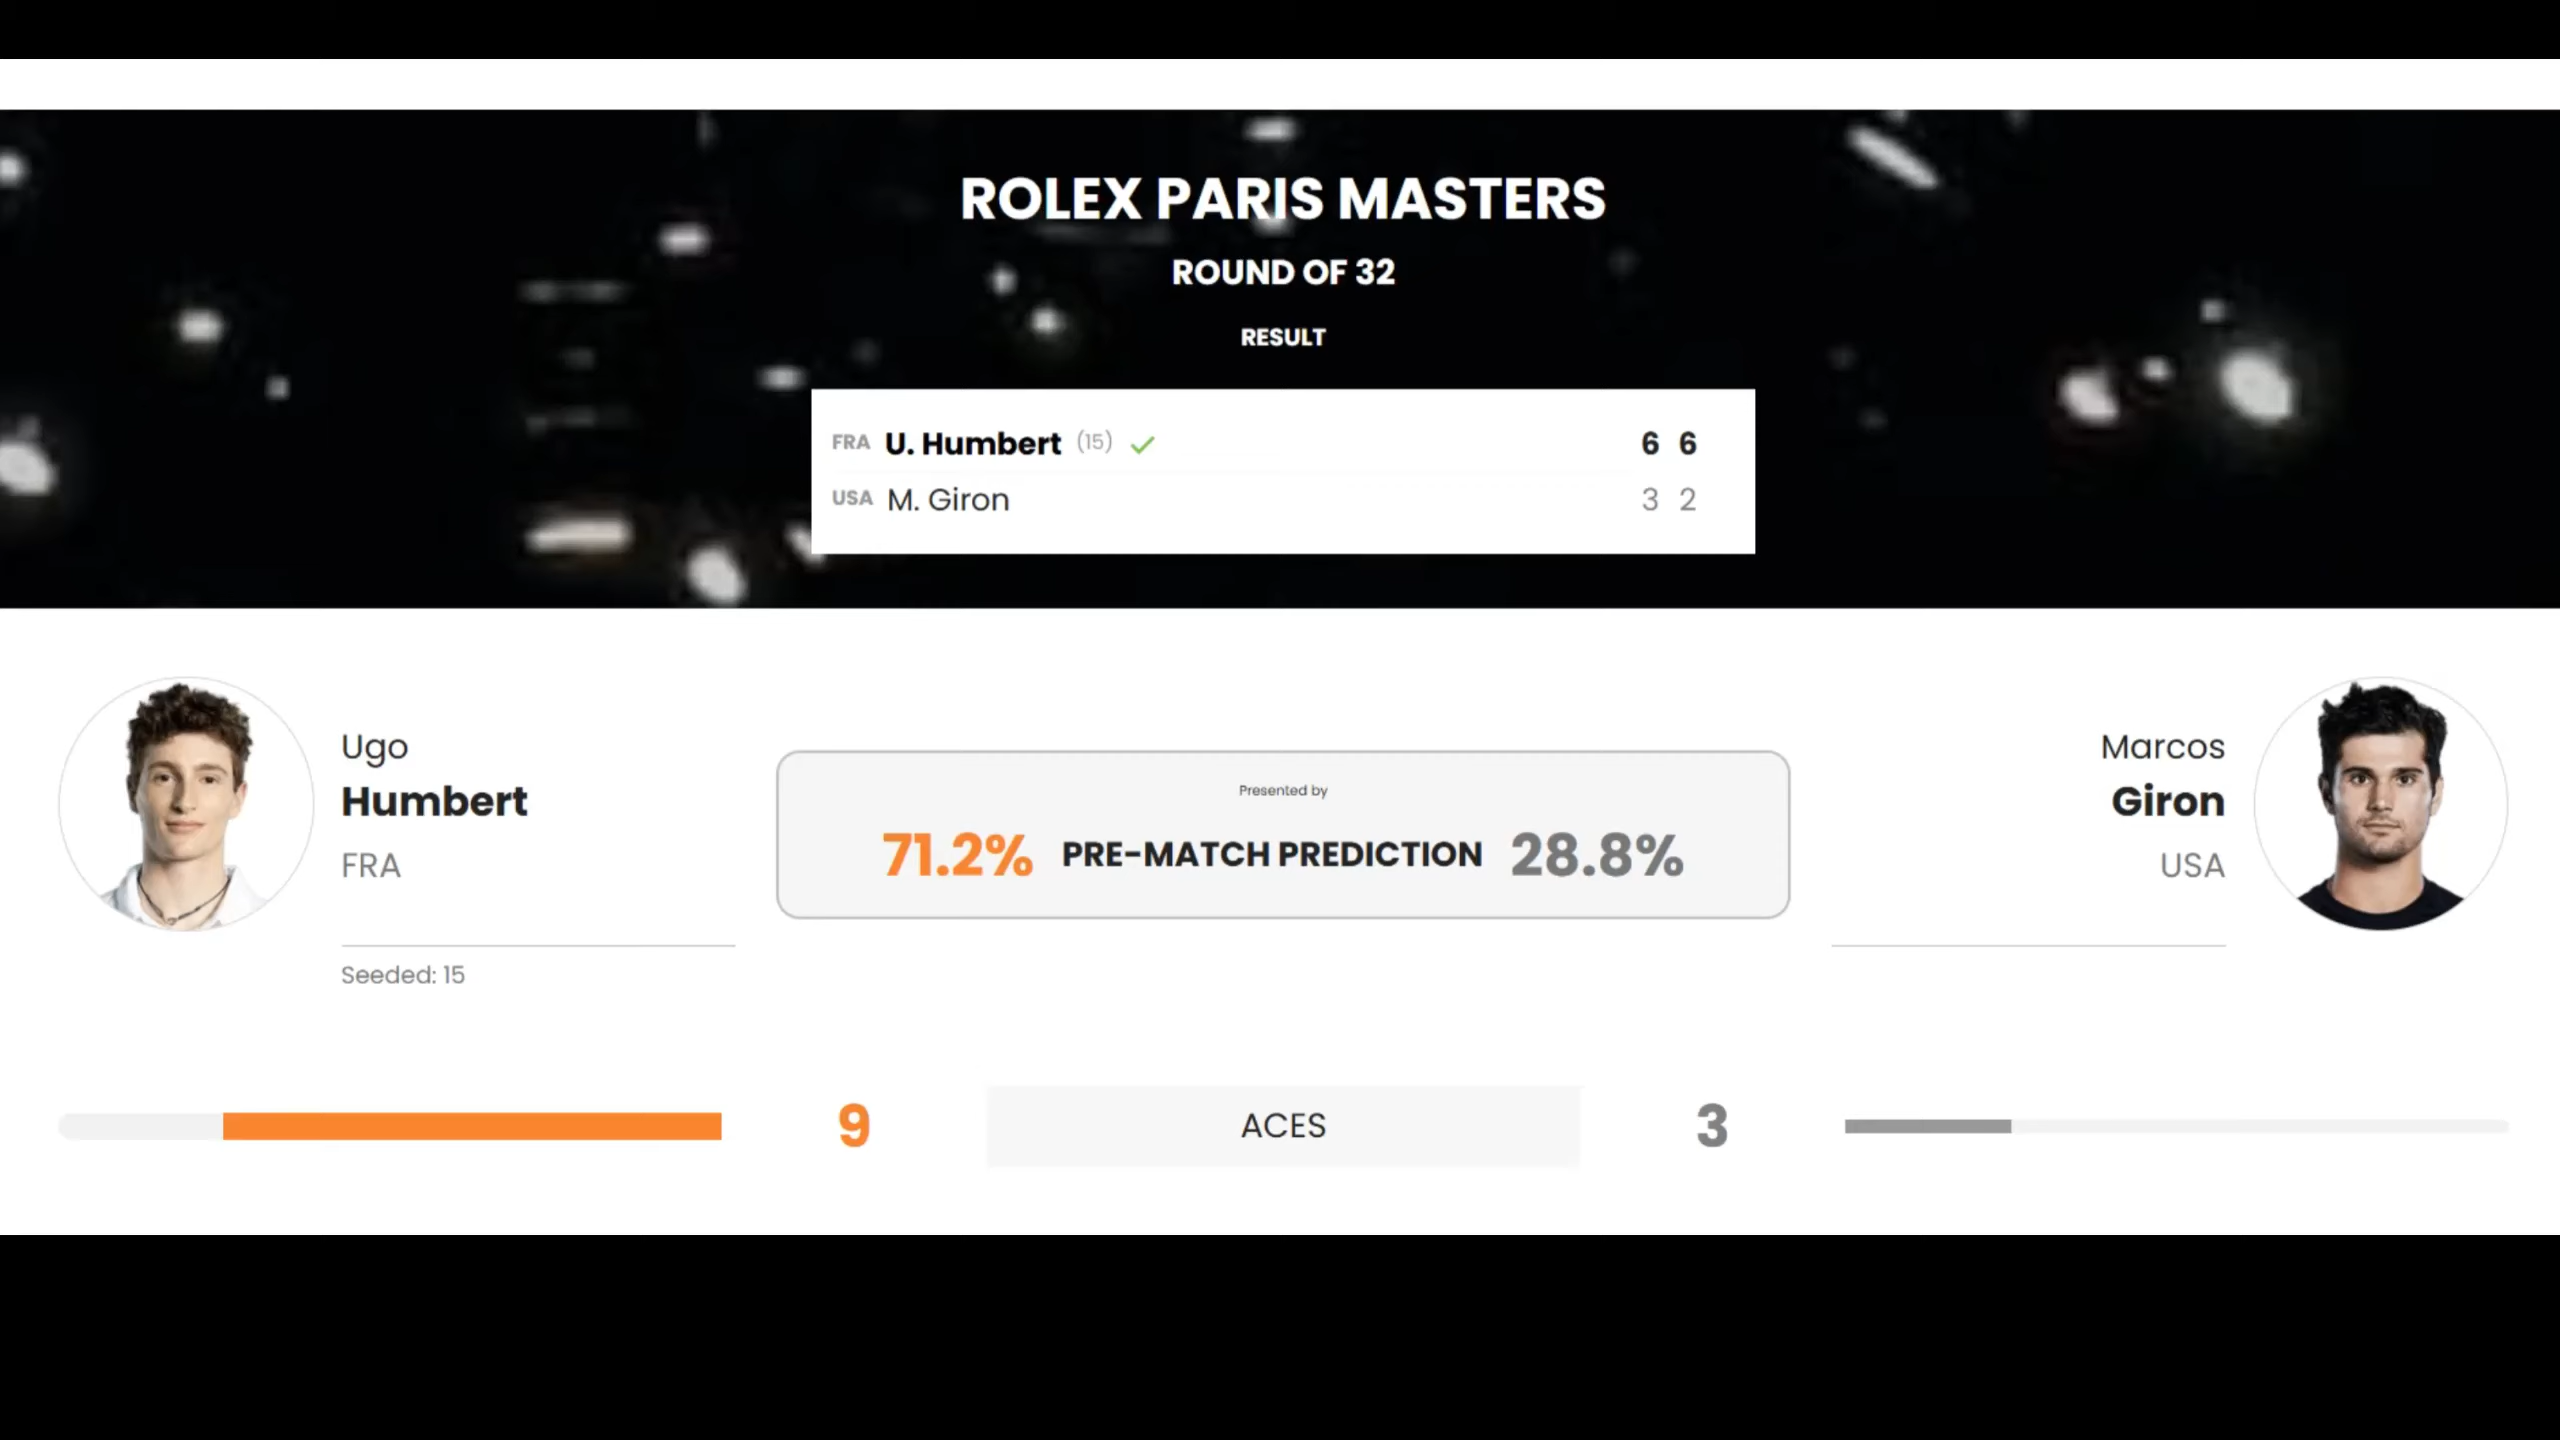 ROLEX PARIS MASTERS
ROUND OF 32
RESULT
FRA U. Humbert (15) 6 6
USA M. Giron 3 2
Ugo
Humbert
FRA
Seeded: 15
Presented by
71.2% PRE-MATCH PREDICTION 28.8%
Marcos
Giron
USA
9 ACES 3